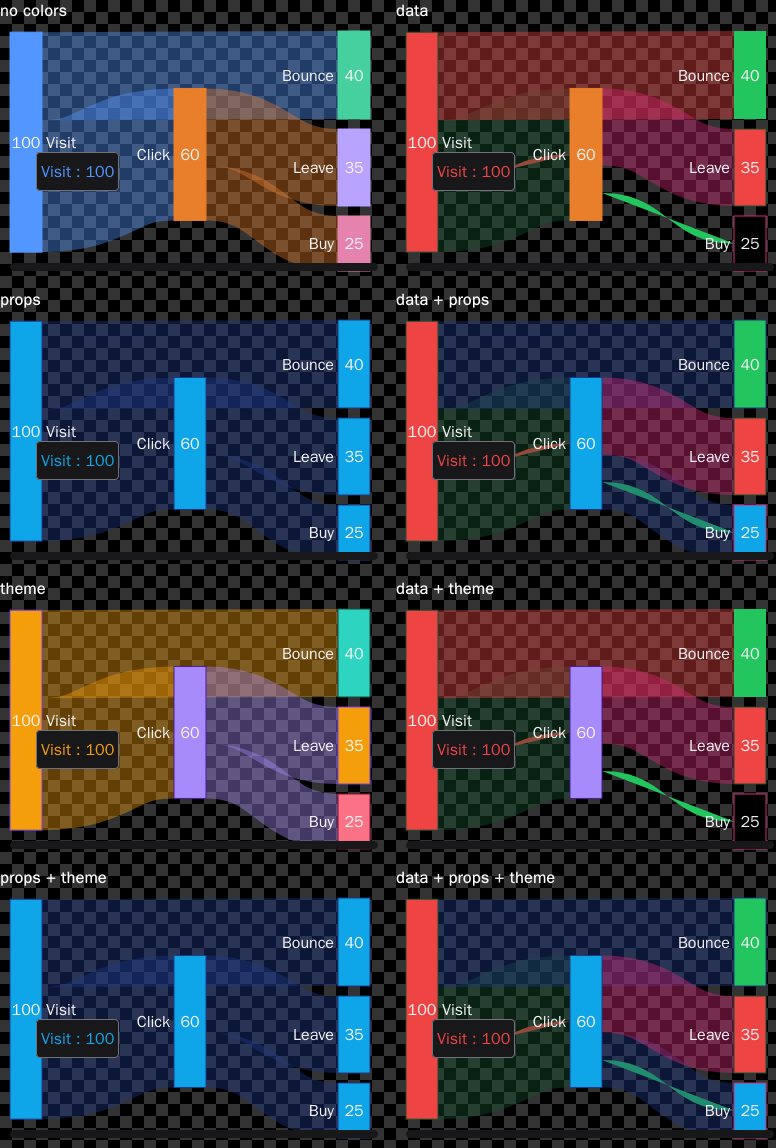 no colors
Bounce 40
100 Visit
Visit : 100
Click 60
Leave 35
Buy 25
data
Bounce 40
100 Visit
Visit : 100
Click 60
Leave 35
Buy 25
props
Bounce 40
100 Visit
Visit : 100
Click 60
Leave 35
Buy 25
data + props
Bounce 40
100 Visit
Visit : 100
Click 60
Leave 35
Buy 25
theme
Bounce 40
100 Visit
Visit : 100
Click 60
Leave 35
Buy 25
data + theme
Bounce 40
100 Visit
Visit : 100
Click 60
Leave 35
Buy 25
props + theme
Bounce 40
100 Visit
Visit : 100
Click 60
Leave 35
Buy 25
data + props + theme
Bounce 40
100 Visit
Visit : 100
Click 60
Leave 35
Buy 25